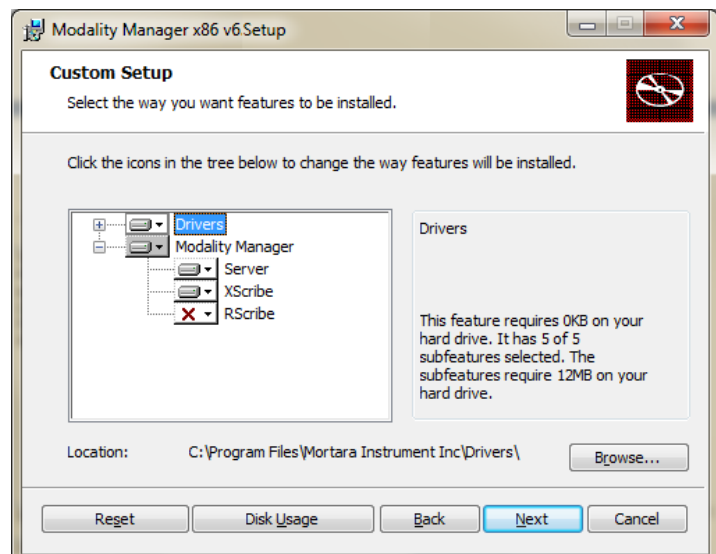 Modality Manager x86 v6.Setup
Custom Setup
Select the way you want features to be installed.
Click the icons in the tree below to change the way features will be installed.
Drivers
Modality Manager
Server
XScribe
RScribe
Drivers
This feature requires 0KB on your
hard drive. It has 5 of 5
subfeatures selected. The
subfeatures require 12MB on your
hard drive.
Location: C:\Program Files\Mortara Instrument Inc\Drivers\ Browse...
Reset Disk Usage Back Next Cancel